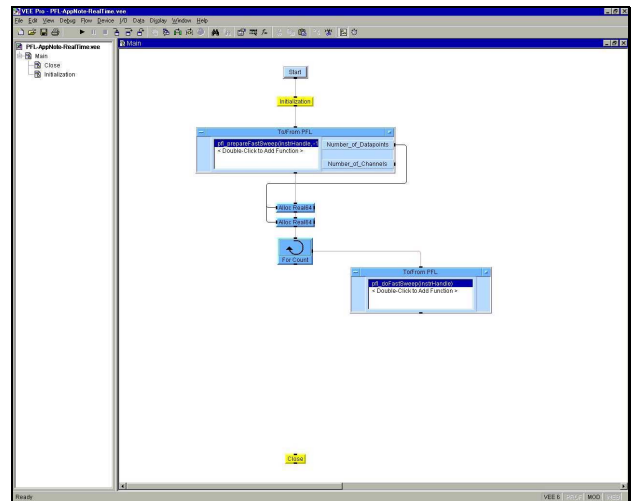 VEE Pro - PFL-AppNote-RealTime.vee
File Edit View Debug Flow Device I/O Data Display Window Help
PFL-AppNote-RealTime.vee
Main
Close
Initialization
Main
Start
Initialization
To/From PFL
pfl_prepareFastSweep(instrHandle, -1
< Double-Click to Add Function >
Number_of_Datapoints
Number_of_Channels
Alloc Real64
Alloc Real64
For Count
To/From PFL
pfl_doFastSweep(instrHandle)
< Double-Click to Add Function >
Close
Ready
VEE 6
MOD